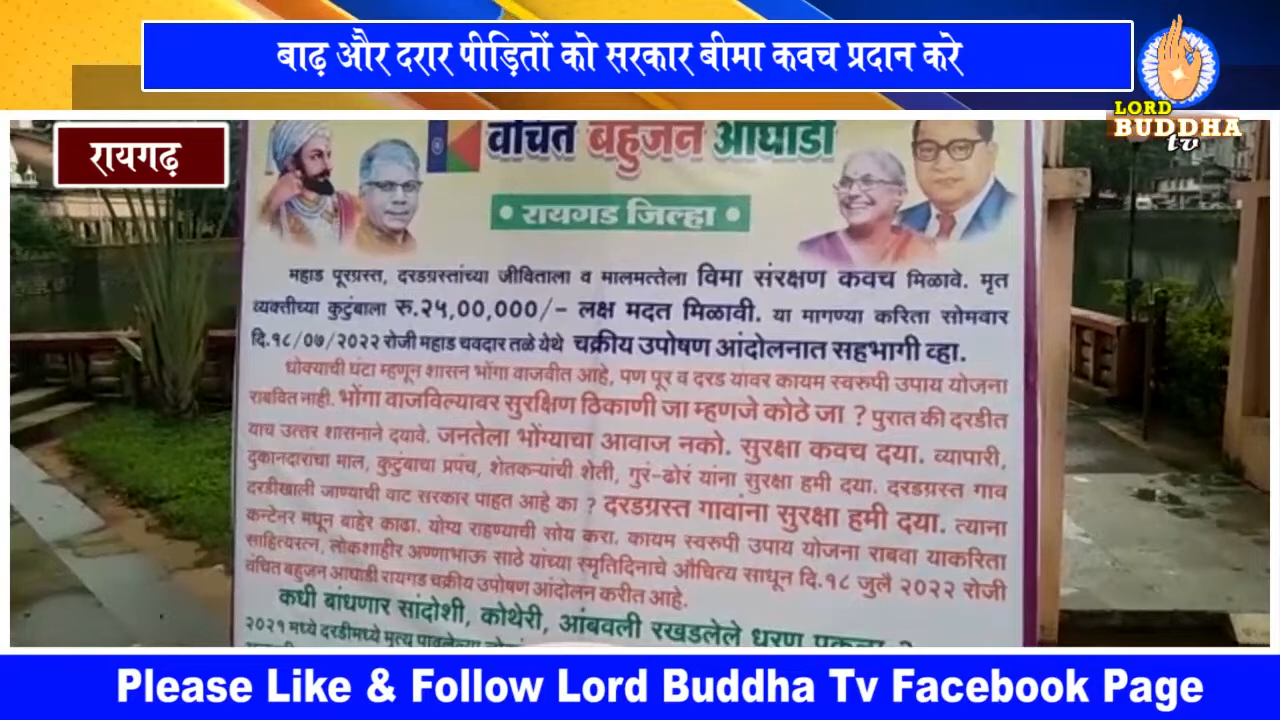 बाढ़ और दरार पीड़ितों को सरकार बीमा कवच प्रदान करे
LORD
BUDDHA
tv
रायगढ़
वंचित बहुजन आघाडी
• रायगड जिल्हा •
महाड पूरग्रस्त, दरडग्रस्तांच्या जीविताला व मालमत्तेला विमा संरक्षण कवच मिळावे. मृत
व्यक्तीच्या कुटुंबाला रु.२५,००,०००/- लक्ष मदत मिळावी. या मागण्या करिता सोमवार
दि.१८/०७/२०२२ रोजी महाड चवदार तळे येथे चक्रीय उपोषण आंदोलनात सहभागी व्हा.
धोक्याची घंटा म्हणून शासन भोंगा वाजवीत आहे, पण पूर व दरड यावर कायम स्वरुपी उपाय योजना
राबवित नाही. भोंगा वाजविल्यावर सुरक्षिण ठिकाणी जा म्हणजे कोठे जा ? पुरात की दरडीत
याच उत्तर शासनाने दयावे. जनतेला भोंग्याचा आवाज नको. सुरक्षा कवच दया. व्यापारी,
दुकानदारांचा माल, कुटुंबाचा प्रपंच, शेतकऱ्यांची शेती, गुरं-ढोरं यांना सुरक्षा हमी दया. दरडग्रस्त गाव
दरडीखाली जाण्याची वाट सरकार पाहत आहे का ? दरडग्रस्त गावांना सुरक्षा हमी दया. त्याना
कन्टेनर मधून बाहेर काढा. योग्य राहण्याची सोय करा. कायम स्वरुपी उपाय योजना राबवा याकरिता
साहित्यरत्न, लोकशाहीर अण्णाभाऊ साठे यांच्या स्मृतिदिनाचे औचित्य साधून दि.१८ जुलै २०२२ रोजी
वंचित बहुजन आघाडी रायगड चक्रीय उपोषण आंदोलन करीत आहे.
कधी बांधणार सांदोशी, कोथेरी, आंबवली रखडलेले धरण
२०२१ मध्ये दरडीमध्ये मृत्यू
Please Like & Follow Lord Buddha Tv Facebook Page